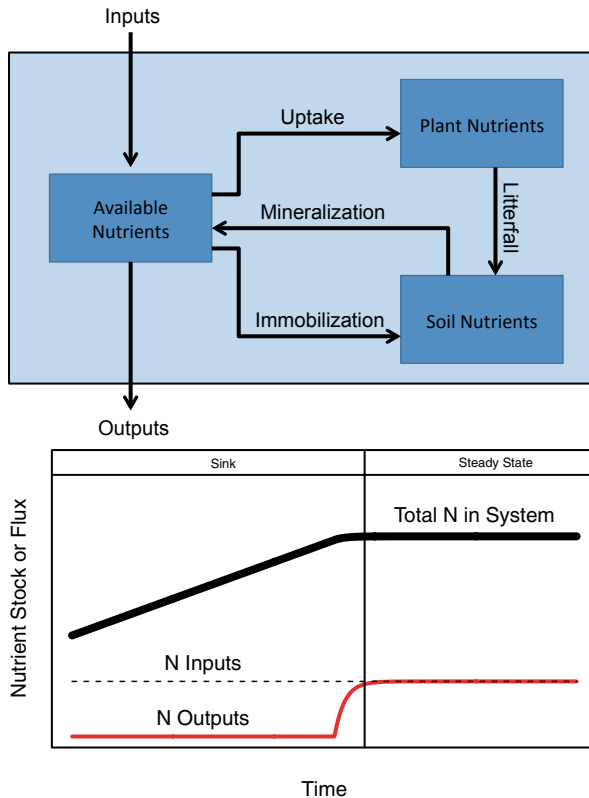 Inputs
Uptake
Plant Nutrients
Available
Nutrients
Mineralization
Litterfall
Immobilization
Soil Nutrients
Outputs
Sink
Steady State
Nutrient Stock or Flux
Total N in System
N Inputs
N Outputs
Time